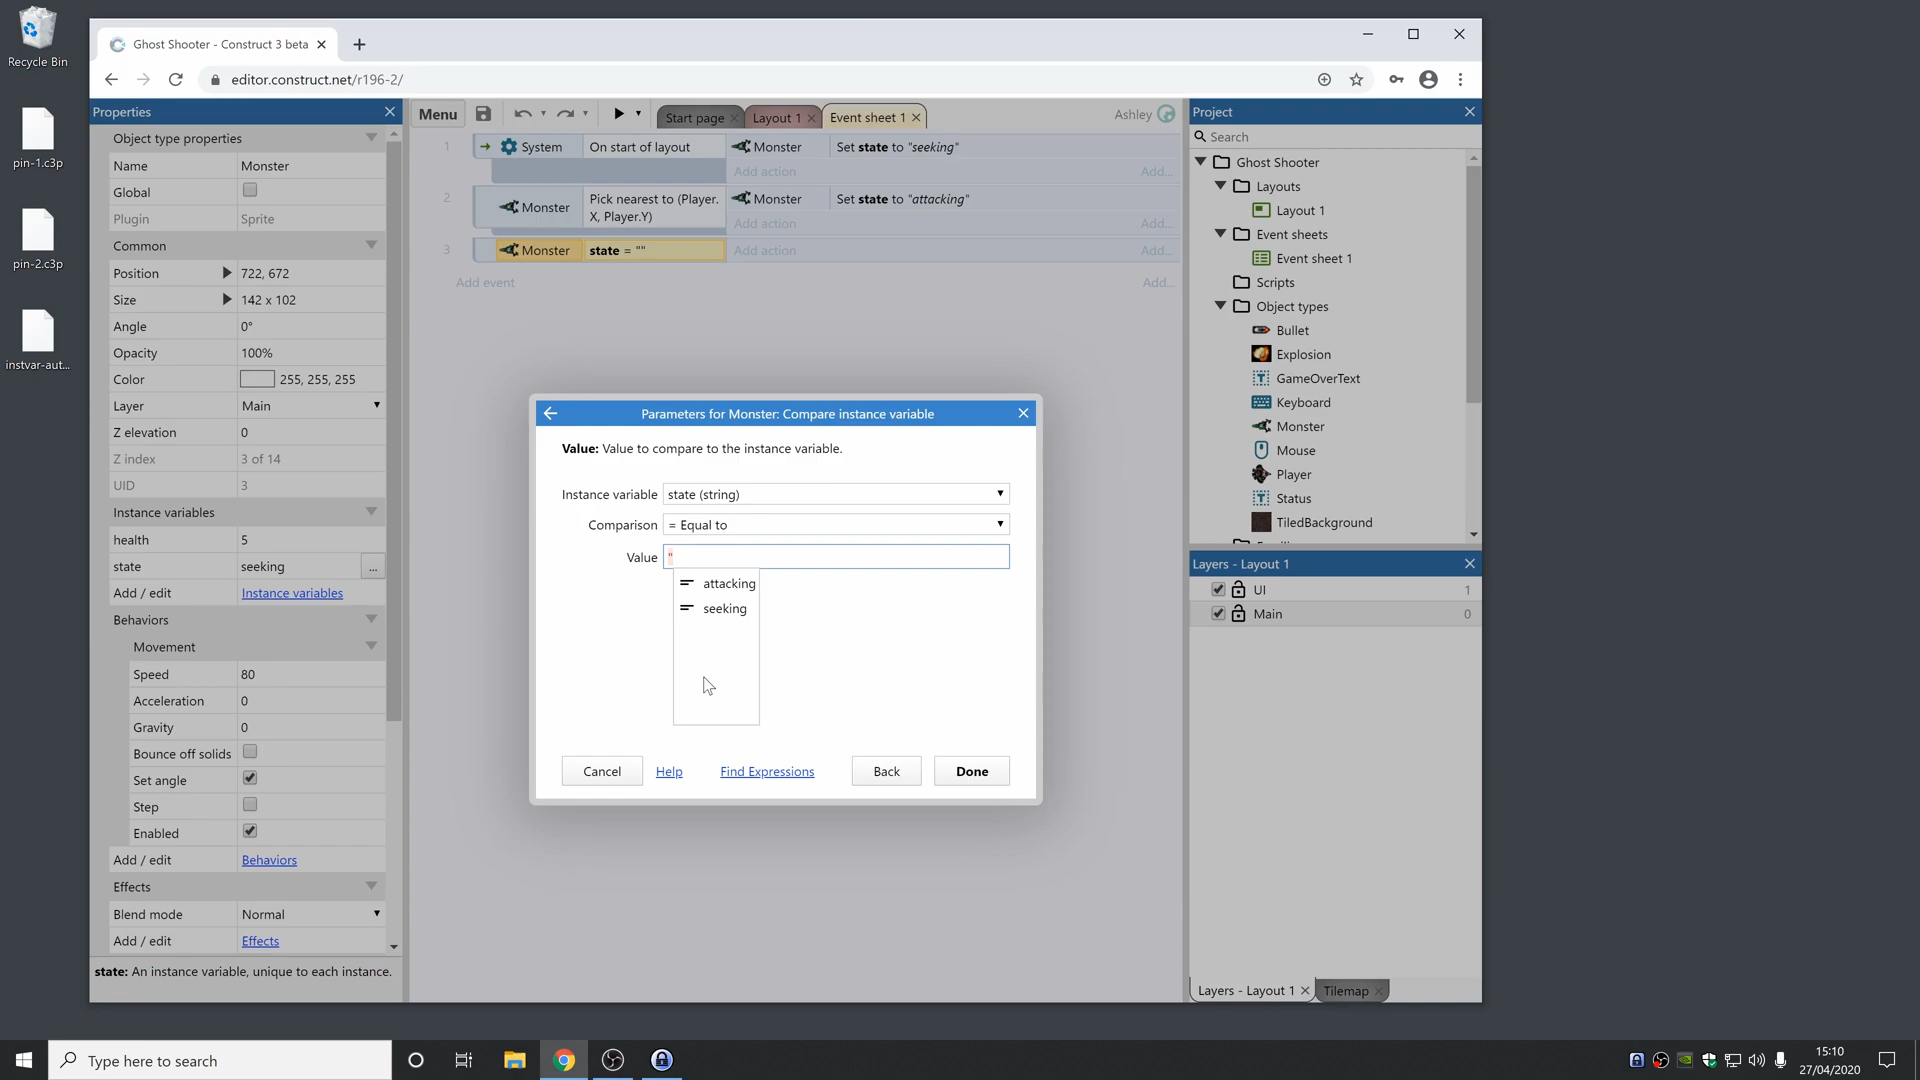 Recycle Bin
pin-1.c3p
pin-2.c3p
instvar-aut...
Ghost Shooter - Construct 3 beta
editor.construct.net/r196-2/
Properties
Object type properties
Name Monster
Global
Plugin Sprite
Common
Position 722, 672
Size 142 x 102
Angle 0°
Opacity 100%
Color 255, 255, 255
Layer Main
Z elevation 0
Z index 3 of 14
UID 3
Instance variables
health 5
state seeking ...
Add / edit Instance variables
Behaviors
Movement
Speed 80
Acceleration 0
Gravity 0
Bounce off solids
Set angle
Step
Enabled
Add / edit Behaviors
Effects
Blend mode Normal
Add / edit Effects
state: An instance variable, unique to each instance.
Menu
Start page
Layout 1
Event sheet 1
Ashley
1 System On start of layout Monster Set state to "seeking"
Add action Add...
2 Monster Pick nearest to (Player.
X, Player.Y) Monster Set state to "attacking"
Add action Add...
3 Monster state = "" Add action Add...
Add event Add...
Parameters for Monster: Compare instance variable
Value: Value to compare to the instance variable.
Instance variable state (string)
Comparison = Equal to
Value "
attacking
seeking
Cancel Help Find Expressions Back Done
Project
Search
Ghost Shooter
Layouts
Layout 1
Event sheets
Event sheet 1
Scripts
Object types
Bullet
Explosion
GameOverText
Keyboard
Monster
Mouse
Player
Status
TiledBackground
Layers - Layout 1
UI 1
Main 0
Layers - Layout 1
Tilemap
Type here to search
15:10
27/04/2020